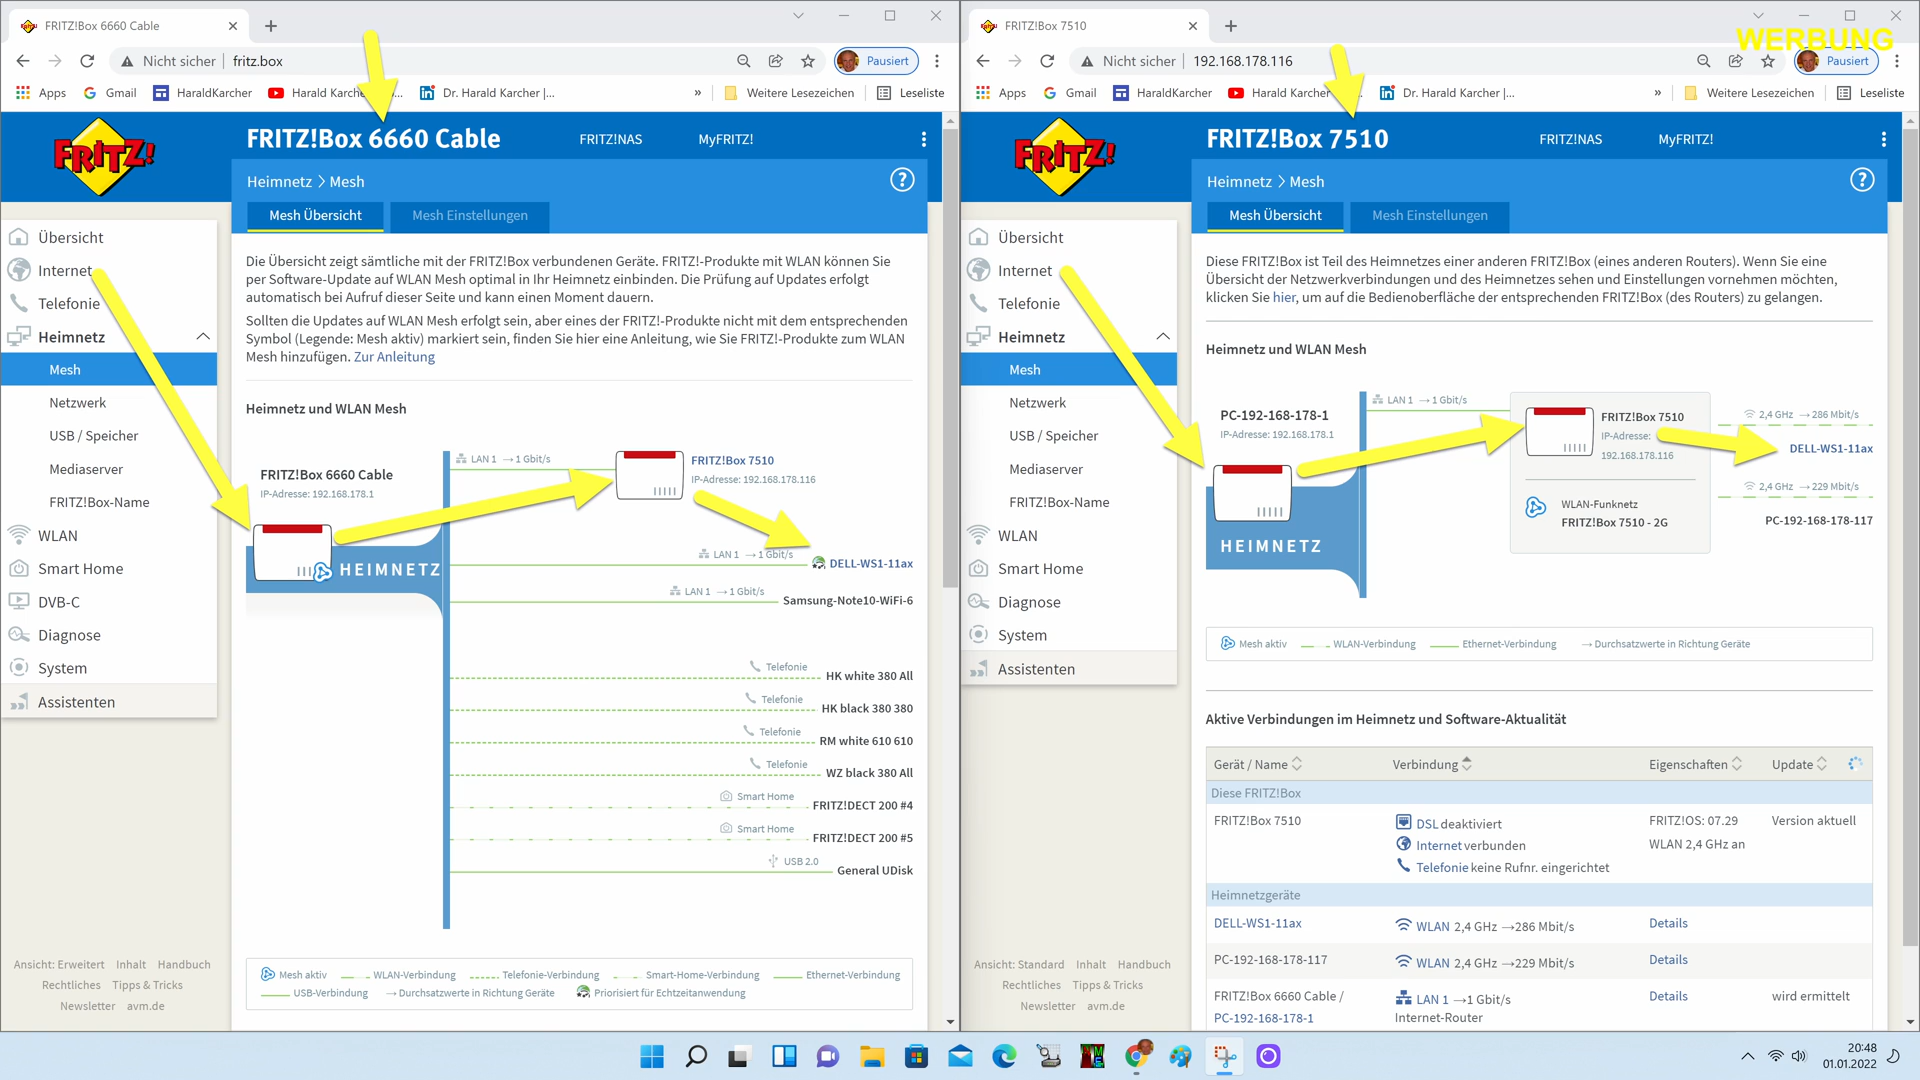 FRITZ!Box 6660 Cable
Nicht sicher fritz.box
Pausiert
Apps Gmail HaraldKarcher Harald Karcher... Dr. Harald Karcher |... » Weitere Lesezeichen Leseliste
FRITZ!
FRITZ!Box 6660 Cable FRITZ!NAS MyFRITZ!
Heimnetz > Mesh
?
Mesh Übersicht Mesh Einstellungen
Übersicht
Internet
Telefonie
Heimnetz
Mesh
Netzwerk
USB / Speicher
Mediaserver
FRITZ!Box-Name
WLAN
Smart Home
DVB-C
Diagnose
System
Assistenten
Ansicht: Erweitert Inhalt Handbuch
Rechtliches Tipps & Tricks
Newsletter avm.de
Die Übersicht zeigt sämtliche mit der FRITZ!Box verbundenen Geräte. FRITZ!-Produkte mit WLAN können Sie
per Software-Update auf WLAN Mesh optimal in Ihr Heimnetz einbinden. Die Prüfung auf Updates erfolgt
automatisch bei Aufruf dieser Seite und kann einen Moment dauern.
Sollten die Updates auf WLAN Mesh erfolgt sein, aber eines der FRITZ!-Produkte nicht mit dem entsprechenden
Symbol (Legende: Mesh aktiv) markiert sein, finden Sie hier eine Anleitung, wie Sie FRITZ!-Produkte zum WLAN
Mesh hinzufügen. Zur Anleitung
Heimnetz und WLAN Mesh
FRITZ!Box 6660 Cable
IP-Adresse: 192.168.178.1
HEIMNETZ
LAN 1 → 1 Gbit/s
FRITZ!Box 7510
IP-Adresse: 192.168.178.116
LAN 1 → 1 Gbit/s
DELL-WS1-11ax
LAN 1 → 1 Gbit/s
Samsung-Note10-WiFi-6
Telefonie
HK white 380 All
Telefonie
HK black 380 380
Telefonie
RM white 610 610
Telefonie
WZ black 380 All
Smart Home
FRITZ!DECT 200 #4
Smart Home
FRITZ!DECT 200 #5
USB 2.0
General UDisk
Mesh aktiv WLAN-Verbindung Telefonie-Verbindung Smart-Home-Verbindung Ethernet-Verbindung
USB-Verbindung → Durchsatzwerte in Richtung Geräte Priorisiert für Echtzeitanwendung
FRITZ!Box 7510
WERBUNG
Nicht sicher 192.168.178.116
Pausiert
Apps Gmail HaraldKarcher Harald Karcher ... Dr. Harald Karcher |... » Weitere Lesezeichen Leseliste
FRITZ!
FRITZ!Box 7510 FRITZ!NAS MyFRITZ!
Heimnetz > Mesh
?
Mesh Übersicht Mesh Einstellungen
Übersicht
Internet
Telefonie
Heimnetz
Mesh
Netzwerk
USB / Speicher
Mediaserver
FRITZ!Box-Name
WLAN
Smart Home
Diagnose
System
Assistenten
Ansicht: Standard Inhalt Handbuch
Rechtliches Tipps & Tricks
Newsletter avm.de
Diese FRITZ!Box ist Teil des Heimnetzes einer anderen FRITZ!Box (eines anderen Routers). Wenn Sie eine
Übersicht der Netzwerkverbindungen und des Heimnetzes sehen und Einstellungen vornehmen möchten,
klicken Sie hier, um auf die Bedienoberfläche der entsprechenden FRITZ!Box (des Routers) zu gelangen.
Heimnetz und WLAN Mesh
PC-192-168-178-1
IP-Adresse: 192.168.178.1
HEIMNETZ
LAN 1 → 1 Gbit/s
FRITZ!Box 7510
IP-Adresse:
192.168.178.116
WLAN-Funknetz
FRITZ!Box 7510 - 2G
2,4 GHz → 286 Mbit/s
DELL-WS1-11ax
2,4 GHz → 229 Mbit/s
PC-192-168-178-117
Mesh aktiv WLAN-Verbindung Ethernet-Verbindung → Durchsatzwerte in Richtung Geräte
Aktive Verbindungen im Heimnetz und Software-Aktualität
Gerät / Name Verbindung Eigenschaften Update
Diese FRITZ!Box
FRITZ!Box 7510 DSL deaktiviert FRITZ!OS: 07.29 Version aktuell
Internet verbunden WLAN 2,4 GHz an
Telefonie keine Rufnr. eingerichtet
Heimnetzgeräte
DELL-WS1-11ax WLAN 2,4 GHz →286 Mbit/s Details
PC-192-168-178-117 WLAN 2,4 GHz →229 Mbit/s Details
FRITZ!Box 6660 Cable / LAN 1 →1 Gbit/s Details wird ermittelt
PC-192-168-178-1 Internet-Router
20:48
01.01.2022